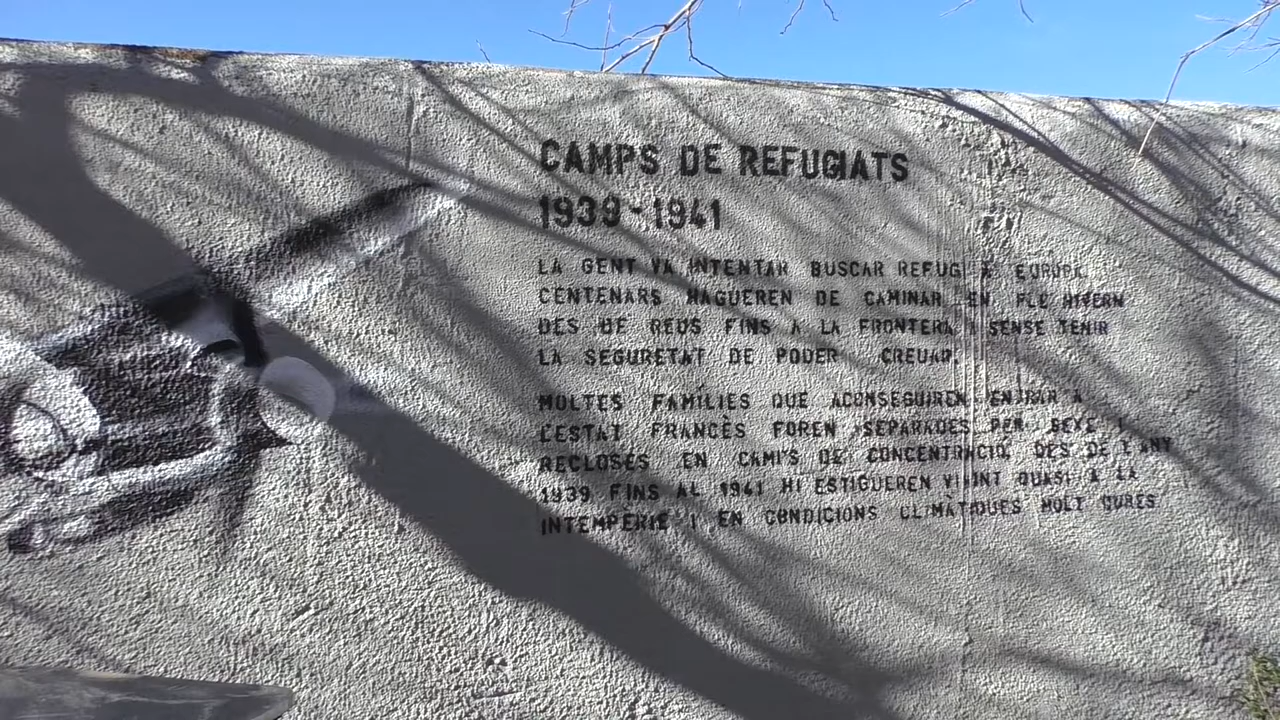 CAMPS DE REFUGIATS
1939-1941
LA GENT VA INTENTAR BUSCAR REFUGI A EUROPA.
CENTENARS HAGUEREN DE CAMINAR EN PLE HIVERN
DES DE REUS FINS A LA FRONTERA I SENSE TENIR
LA SEGURETAT DE PODER CREUAR.
MOLTES FAMÍLIES QUE ACONSEGUIREN ENTRAR A
L'ESTAT FRANCÈS FOREN SEPARADES PER SEXE I
RECLOSES EN CAMPS DE CONCENTRACIÓ. DES DE L'ANY
1939 FINS AL 1941 HI ESTIGUEREN VIVINT QUASI A LA
INTEMPÈRIE I EN CONDICIONS CLIMÀTIQUES MOLT DURES